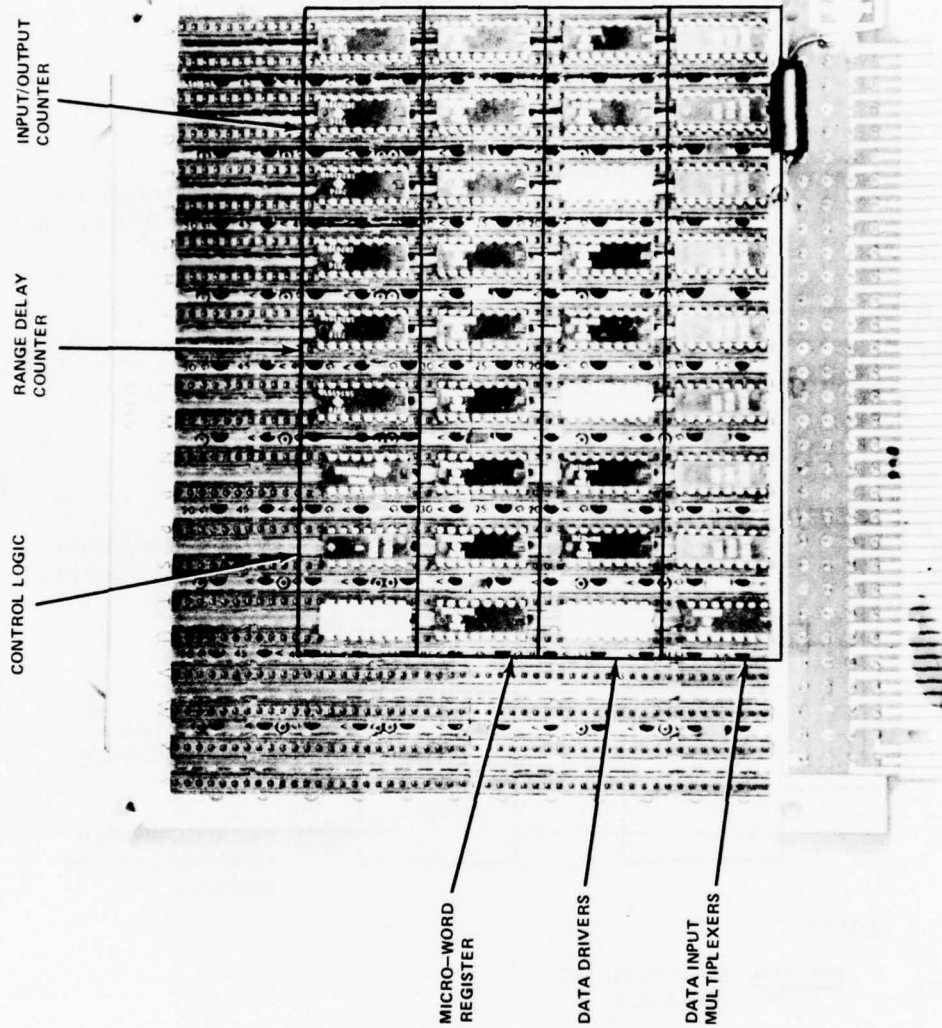 CONTROL LOGIC
RANGE DELAY
COUNTER
INPUT/OUTPUT
COUNTER
MICRO-WORD
REGISTER
DATA DRIVERS
DATA INPUT
MULTIPLEXERS